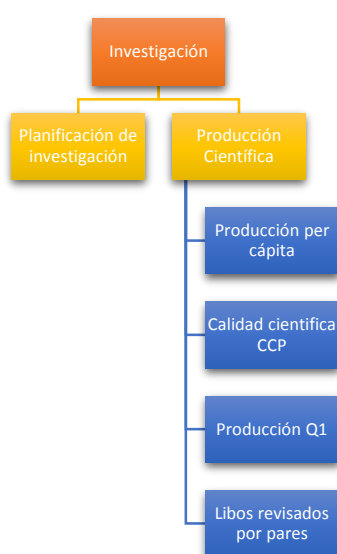 Investigación
Planificación de
investigación
Producción
Científica
Producción per
cápita
Calidad cientifica
CCP
Producción Q1
Libos revisados
por pares